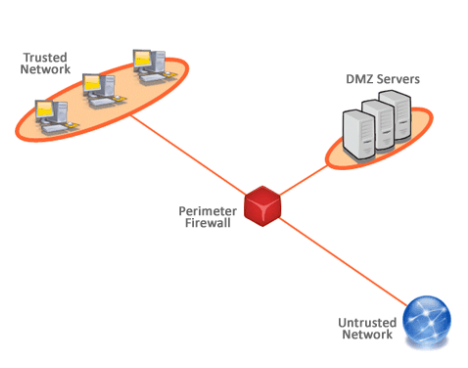 Trusted
Network
DMZ Servers
Perimeter
Firewall
Untrusted
Network